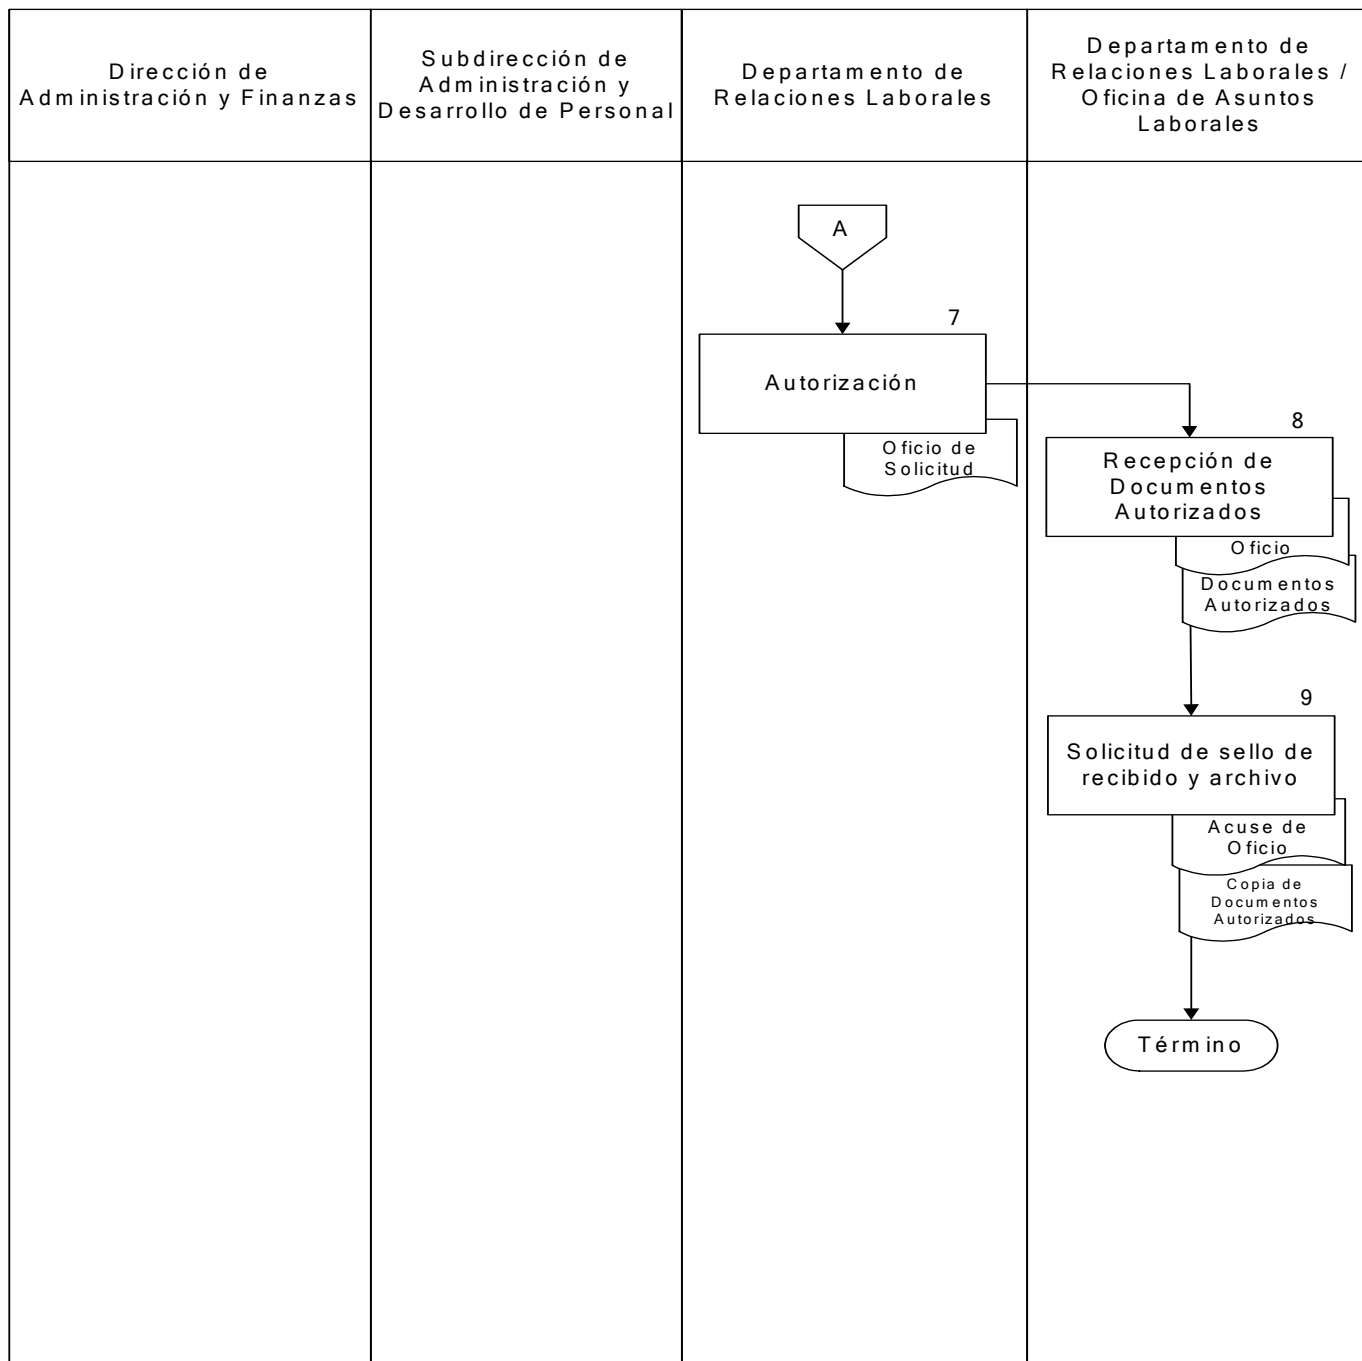 Dirección de
Administración y Finanzas
Subdirección de
Administración y
Desarrollo de Personal
Departamento de
Relaciones Laborales
Departamento de
Relaciones Laborales /
Oficina de Asuntos
Laborales
A
7
Autorización
Oficio de
Solicitud
8
Recepción de
Documentos
Autorizados
Oficio
Documentos
Autorizados
9
Solicitud de sello de
recibido y archivo
Acuse de
Oficio
Copia de
Documentos
Autorizados
Término